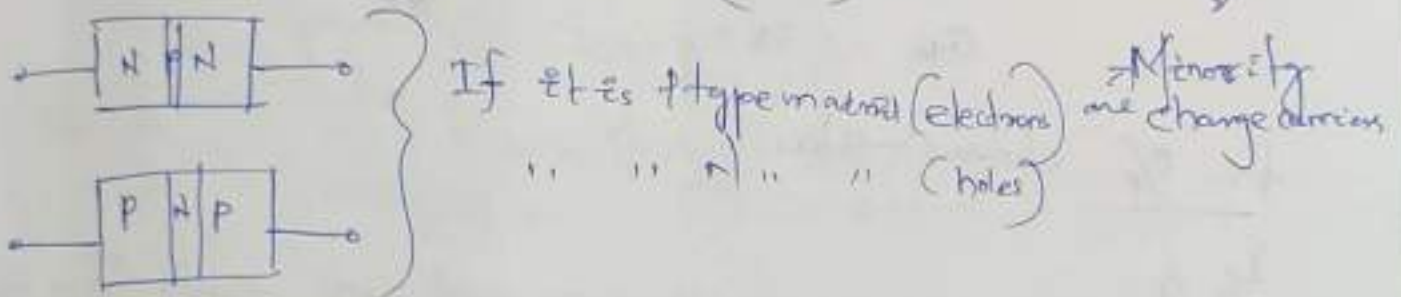 N P N
If it is P type material (electrons) are Minority charge carriers
" " N " " (holes)
P N P